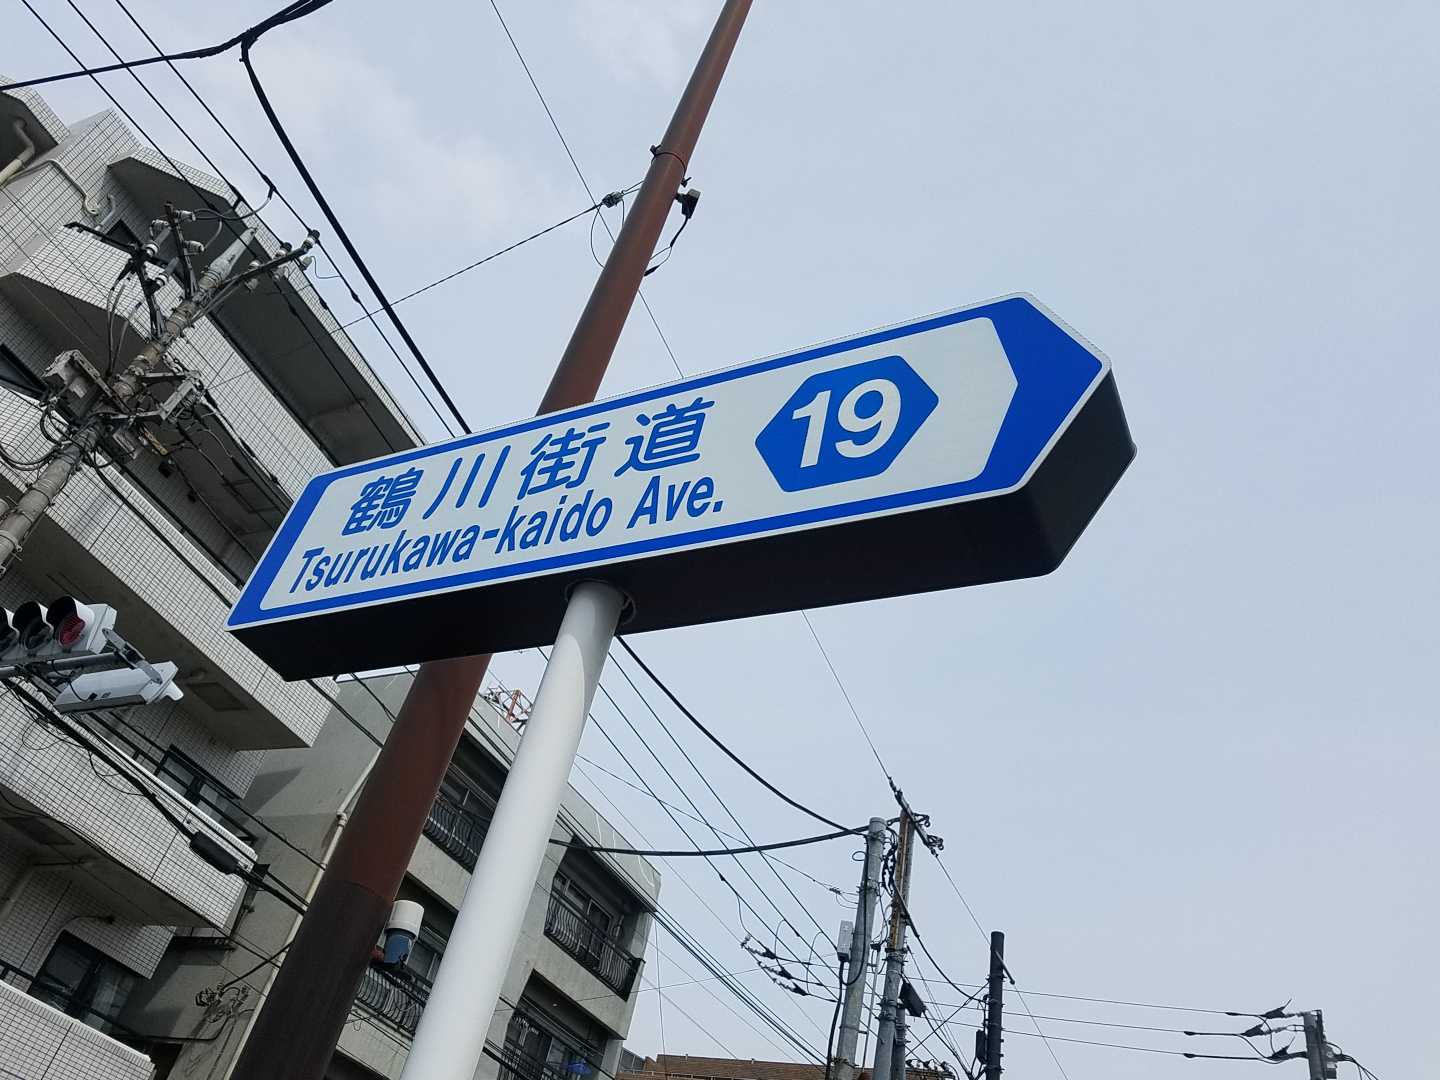 鶴川街道
Tsurukawa-kaido Ave.
19